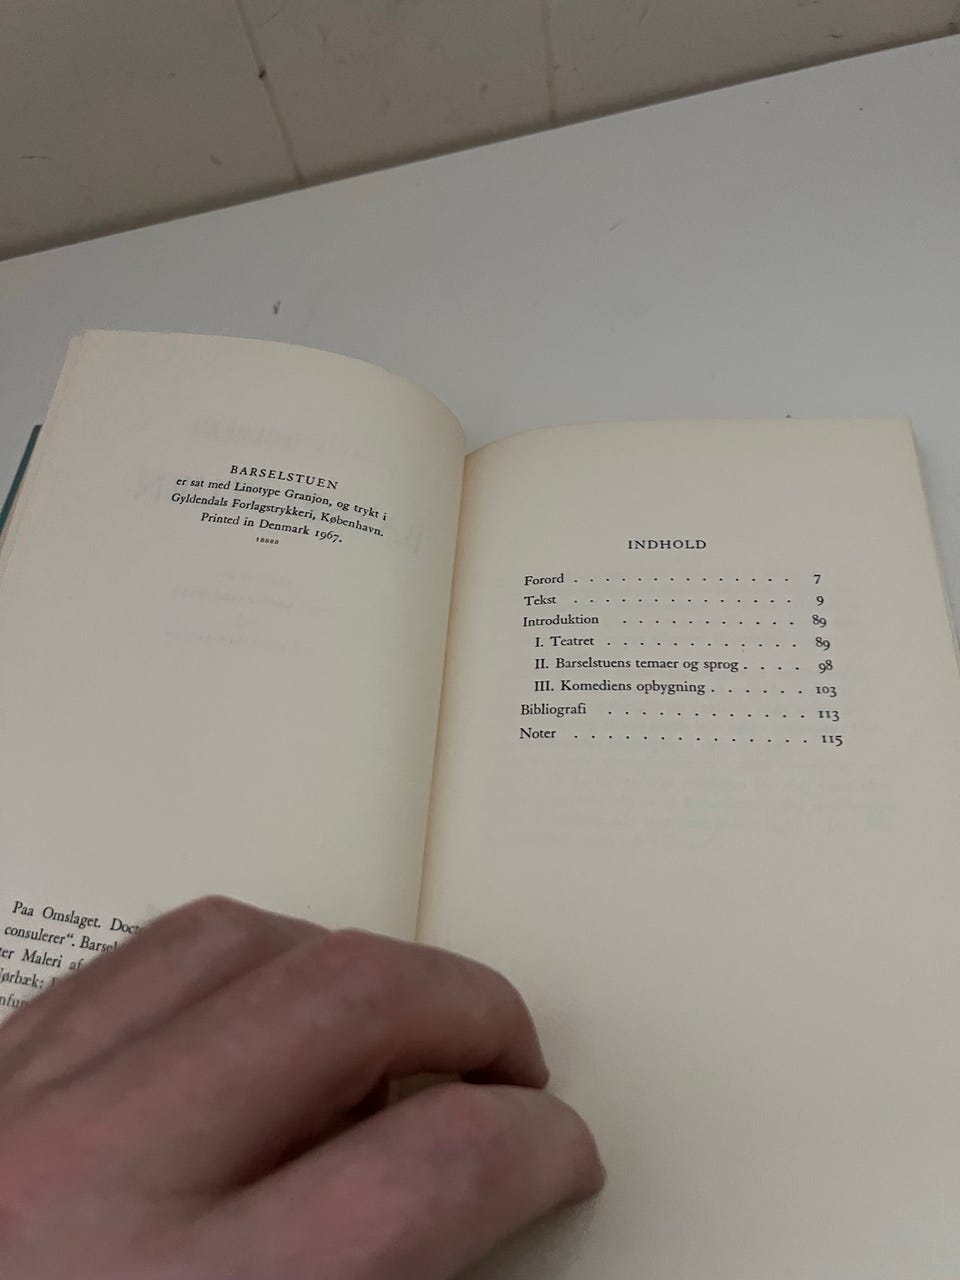 BARSELSTUEN
er sat med Linotype Granjon, og trykt i
Gyldendals Forlagstrykkeri, København.
Printed in Denmark 1967.
Paa Omslaget.
consulerer“.
Maleri af
INDHOLD
Forord . . . . . . . . . . . . . 7
Tekst . . . . . . . . . . . . . 9
Introduktion . . . . . . . . . . . 89
I. Teatret . . . . . . . . . . . . 89
II. Barselstuens temaer og sprog . . . . 98
III. Komediens opbygning . . . . . . 103
Bibliografi . . . . . . . . . . . . 113
Noter . . . . . . . . . . . . . . 115